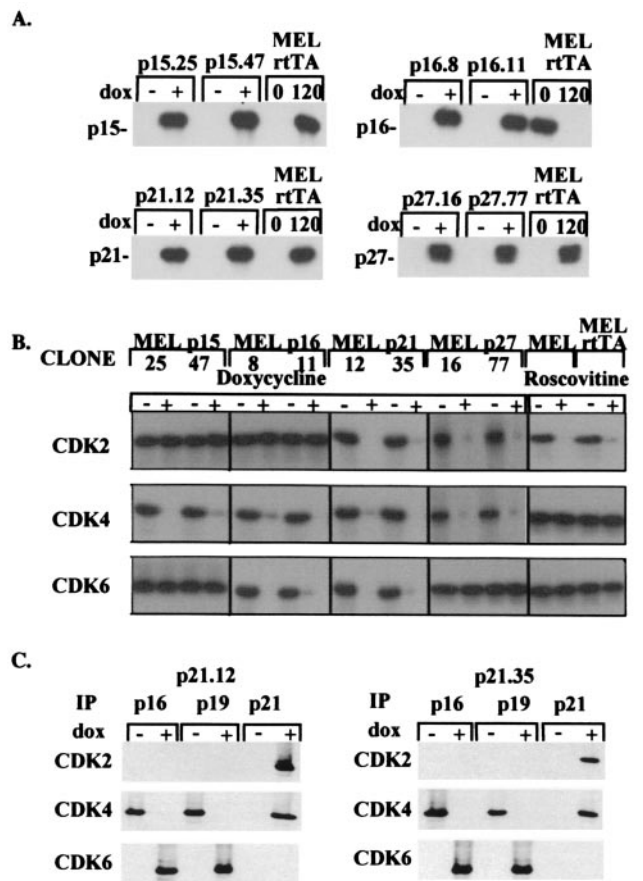 A.
MEL
p15.25 p15.47 rtTA
dox - + - + 0 120
p15-
MEL
p16.8 p16.11 rtTA
- + - + 0 120
p16-
MEL
p21.12 p21.35 rtTA
dox - + - + 0 120
p21-
MEL
p27.16 p27.77 rtTA
dox - + - + 0 120
p27-
B.
MEL p15 MEL p16 MEL p21 MEL p27 MEL MEL rtTA
CLONE 25 47 8 11 12 35 16 77
Doxycycline Roscovitine
- + - + - + - + - + - + - + - + - + - +
CDK2
CDK4
CDK6
C.
p21.12
IP p16 p19 p21
dox - + - + - +
CDK2
CDK4
CDK6
p21.35
IP p16 p19 p21
dox - + - + - +
CDK2
CDK4
CDK6